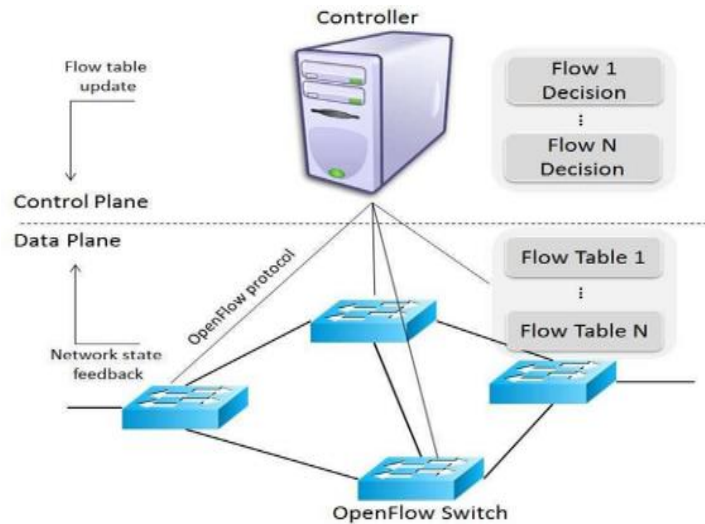 Controller
Flow table
update
Flow 1
Decision
⋮
Flow N
Decision
Control Plane
Data Plane
OpenFlow protocol
Flow Table 1
⋮
Flow Table N
Network state
feedback
OpenFlow Switch